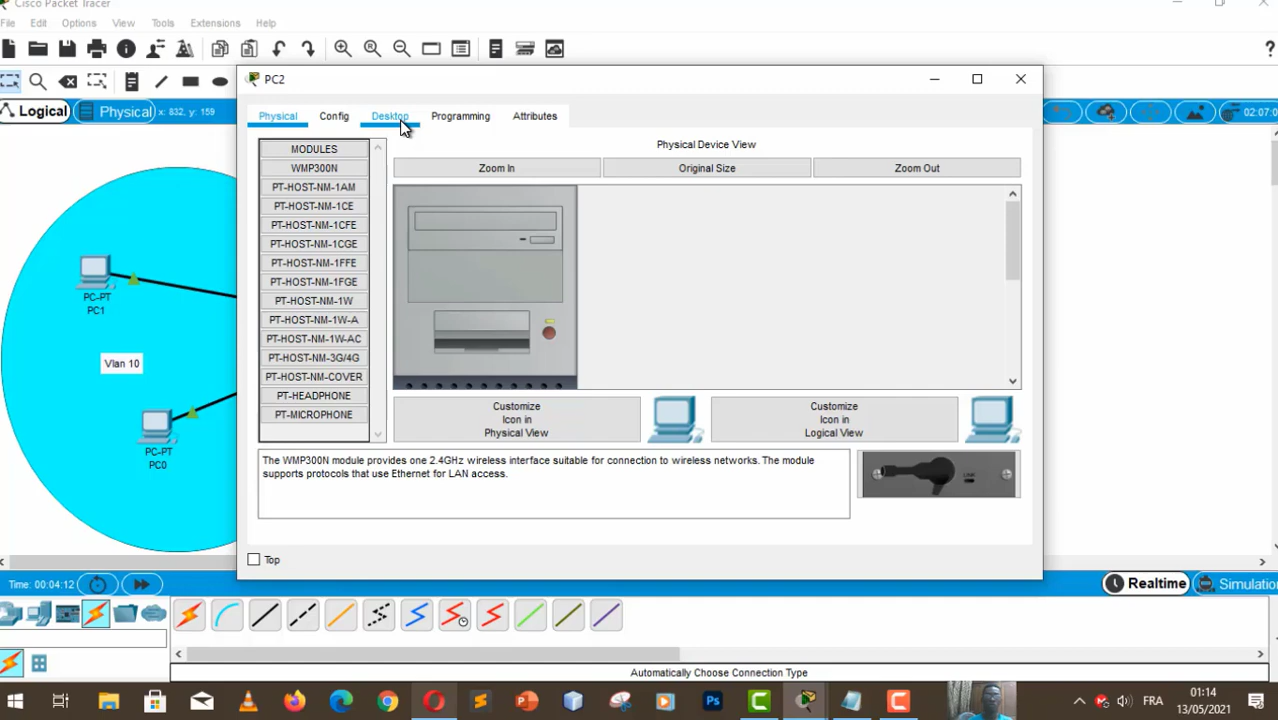 Cisco Packet Tracer
File Edit Options View Tools Extensions Help
Logical Physical x: 832, y: 159
02:07:0
PC2
Physical Config Desktop Programming Attributes
MODULES
WMP300N
PT-HOST-NM-1AM
PT-HOST-NM-1CE
PT-HOST-NM-1CFE
PT-HOST-NM-1CGE
PT-HOST-NM-1FFE
PT-HOST-NM-1FGE
PT-HOST-NM-1W
PT-HOST-NM-1W-A
PT-HOST-NM-1W-AC
PT-HOST-NM-3G/4G
PT-HOST-NM-COVER
PT-HEADPHONE
PT-MICROPHONE
Physical Device View
Zoom In Original Size Zoom Out
Customize
Icon in
Physical View
Customize
Icon in
Logical View
The WMP300N module provides one 2.4GHz wireless interface suitable for connection to wireless networks. The module
supports protocols that use Ethernet for LAN access.
Top
PC-PT
PC1
Vlan 10
PC-PT
PC0
Time: 00:04:12
Realtime Simulation
Automatically Choose Connection Type
Ps
FRA
01:14
13/05/2021